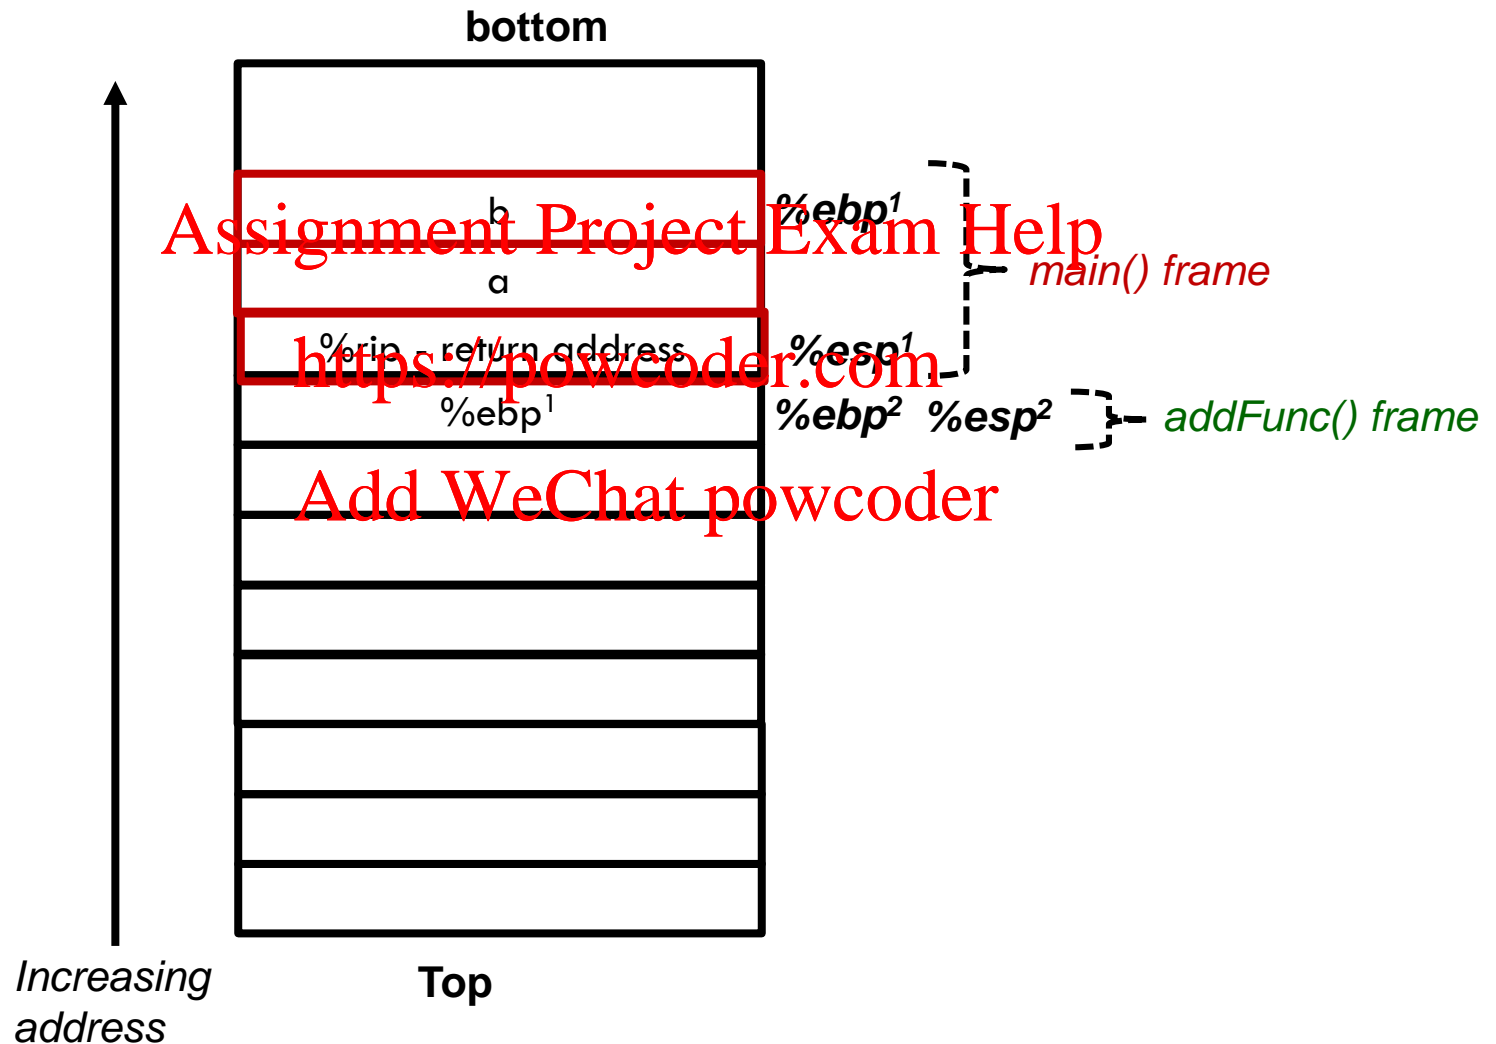 bottom
b
%ebp1
Assignment Project Exam Help
a
main() frame
%rip - return address
%esp1
https://powcoder.com
%ebp1
%ebp2 %esp2
addFunc() frame
Add WeChat powcoder
Increasing
address
Top